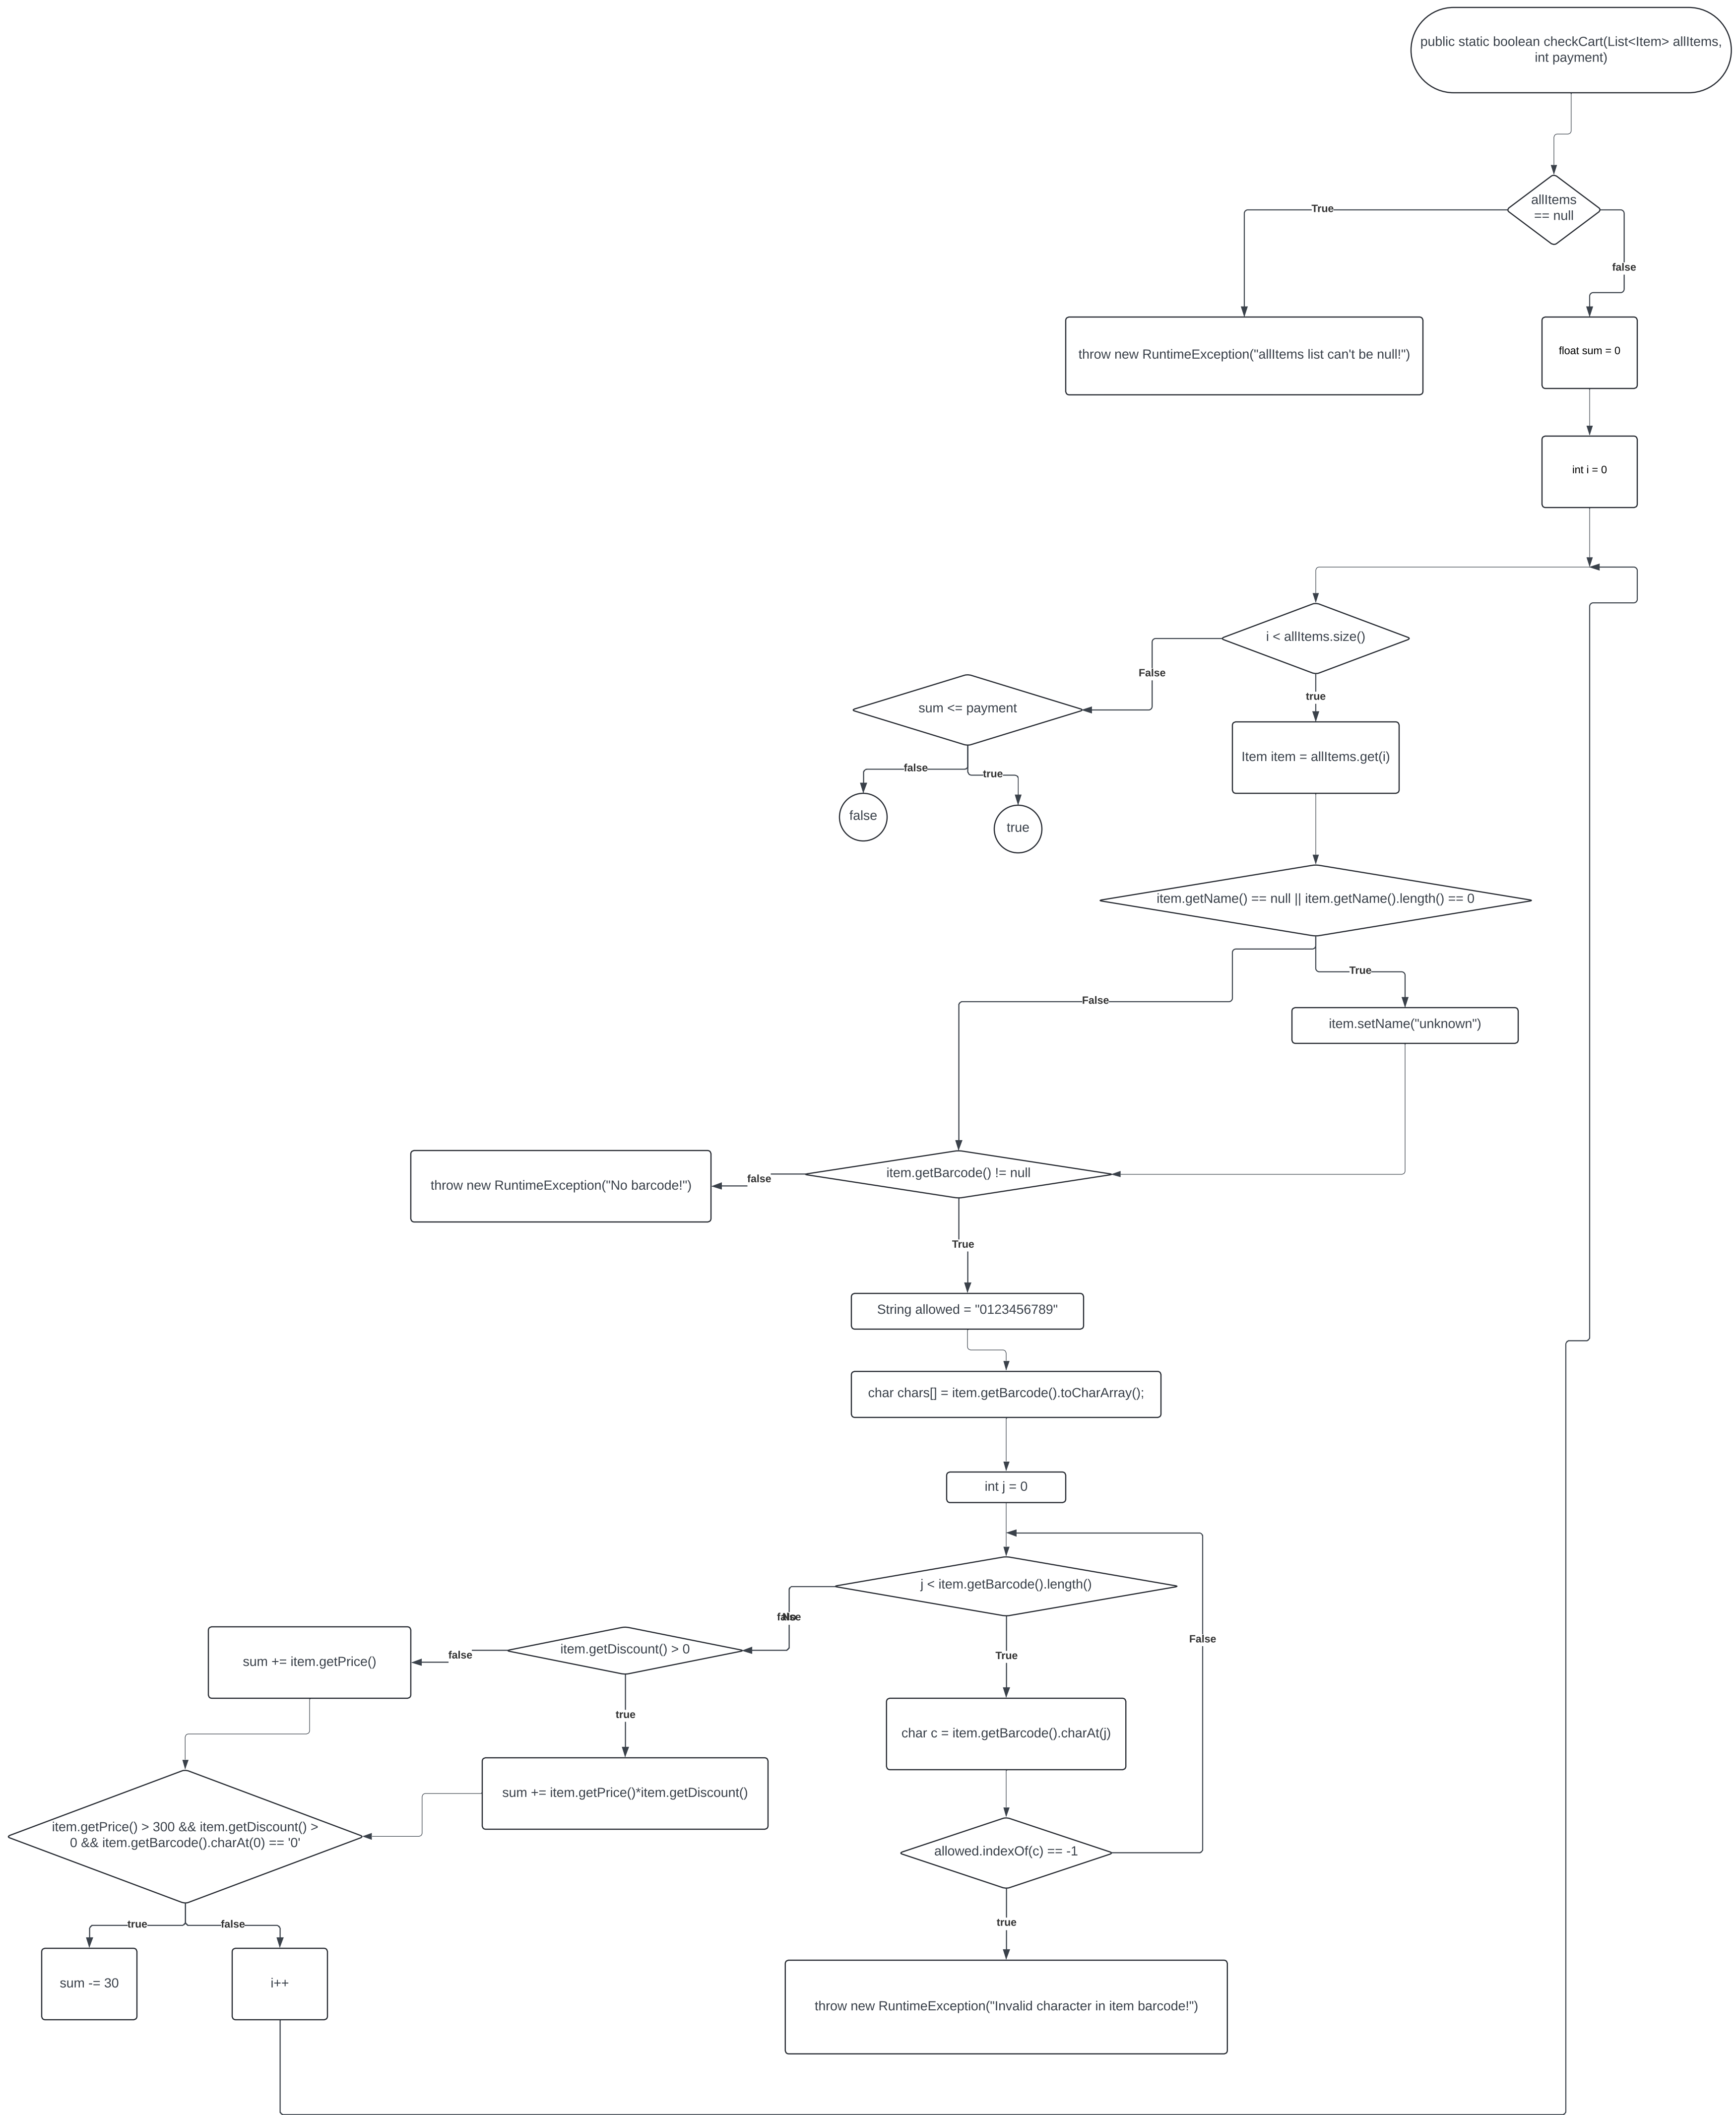 public static boolean checkCart(List<Item> allItems,
int payment)
allItems
== null
True
false
throw new RuntimeException("allItems list can't be null!")
float sum = 0
int i = 0
i < allItems.size()
False
true
sum <= payment
false
true
false
true
Item item = allItems.get(i)
item.getName() == null || item.getName().length() == 0
True
False
item.setName("unknown")
item.getBarcode() != null
false
throw new RuntimeException("No barcode!")
True
String allowed = "0123456789"
char chars[] = item.getBarcode().toCharArray();
int j = 0
j < item.getBarcode().length()
false
No
False
True
item.getDiscount() > 0
false
sum += item.getPrice()
true
char c = item.getBarcode().charAt(j)
sum += item.getPrice()*item.getDiscount()
item.getPrice() > 300 && item.getDiscount() >
0 && item.getBarcode().charAt(0) == '0'
allowed.indexOf(c) == -1
true
false
true
sum -= 30
i++
throw new RuntimeException("Invalid character in item barcode!")